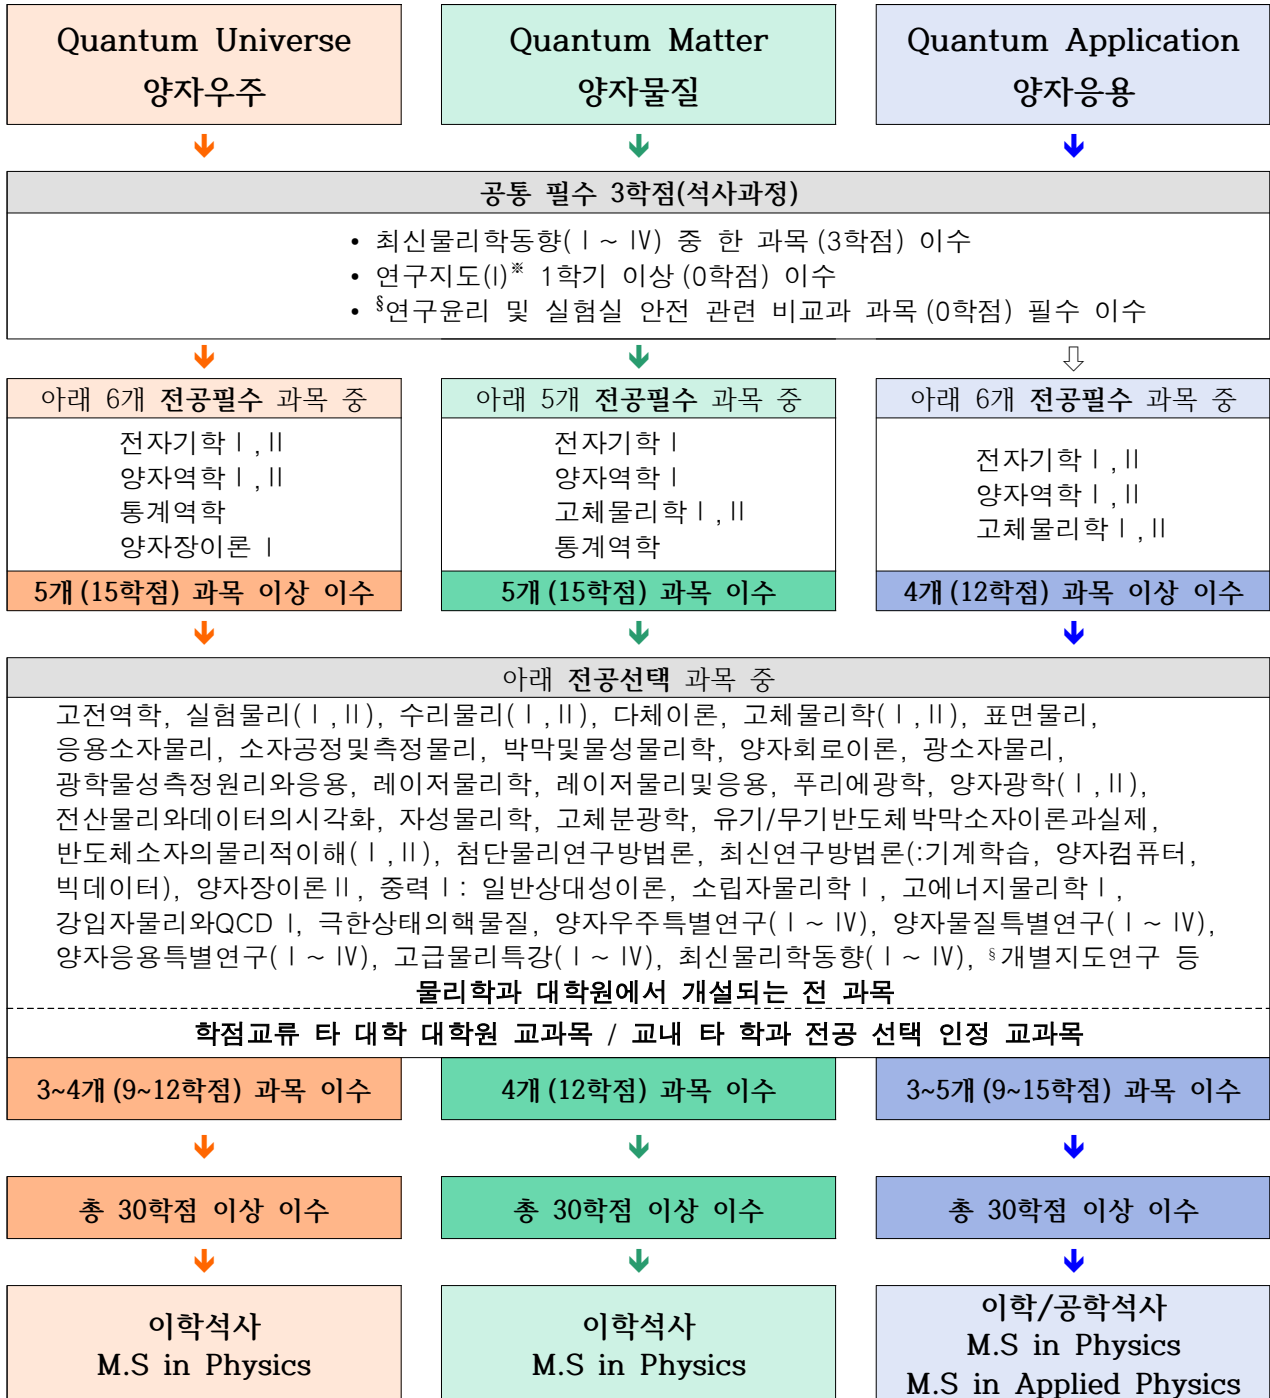 Quantum Universe
양자우주
Quantum Matter
양자물질
Quantum Application
양자응용
공통 필수 3학점(석사과정)
• 최신물리학동향(Ⅰ~Ⅳ) 중 한 과목(3학점) 이수
• 연구지도(I)※ 1학기 이상(0학점) 이수
• §연구윤리 및 실험실 안전 관련 비교과 과목(0학점) 필수 이수
아래 6개 전공필수 과목 중
전자기학Ⅰ,Ⅱ
양자역학Ⅰ,Ⅱ
통계역학
양자장이론 Ⅰ
5개(15학점) 과목 이상 이수
아래 5개 전공필수 과목 중
전자기학Ⅰ
양자역학Ⅰ
고체물리학Ⅰ,Ⅱ
통계역학
5개(15학점) 과목 이수
아래 6개 전공필수 과목 중
전자기학Ⅰ,Ⅱ
양자역학Ⅰ,Ⅱ
고체물리학Ⅰ,Ⅱ
4개(12학점) 과목 이상 이수
아래 전공선택 과목 중
고전역학, 실험물리(Ⅰ,Ⅱ), 수리물리(Ⅰ,Ⅱ), 다체이론, 고체물리학(Ⅰ,Ⅱ), 표면물리,
응용소자물리, 소자공정및측정물리, 박막및물성물리학, 양자회로이론, 광소자물리,
광학물성측정원리와응용, 레이저물리학, 레이저물리및응용, 푸리에광학, 양자광학(Ⅰ,Ⅱ),
전산물리와데이터의시각화, 자성물리학, 고체분광학, 유기/무기반도체박막소자이론과실제,
반도체소자의물리적이해(Ⅰ,Ⅱ), 첨단물리연구방법론, 최신연구방법론(:기계학습, 양자컴퓨터,
빅데이터), 양자장이론Ⅱ, 중력Ⅰ: 일반상대성이론, 소립자물리학Ⅰ, 고에너지물리학Ⅰ,
강입자물리와QCD Ⅰ, 극한상태의핵물질, 양자우주특별연구(Ⅰ~Ⅳ), 양자물질특별연구(Ⅰ~Ⅳ),
양자응용특별연구(Ⅰ~Ⅳ), 고급물리특강(Ⅰ~Ⅳ), 최신물리학동향(Ⅰ~Ⅳ), §개별지도연구 등
물리학과 대학원에서 개설되는 전 과목
학점교류 타 대학 대학원 교과목 / 교내 타 학과 전공 선택 인정 교과목
3~4개(9~12학점) 과목 이수
4개(12학점) 과목 이수
3~5개(9~15학점) 과목 이수
총 30학점 이상 이수
총 30학점 이상 이수
총 30학점 이상 이수
이학석사
M.S in Physics
이학석사
M.S in Physics
이학/공학석사
M.S in Physics
M.S in Applied Physics